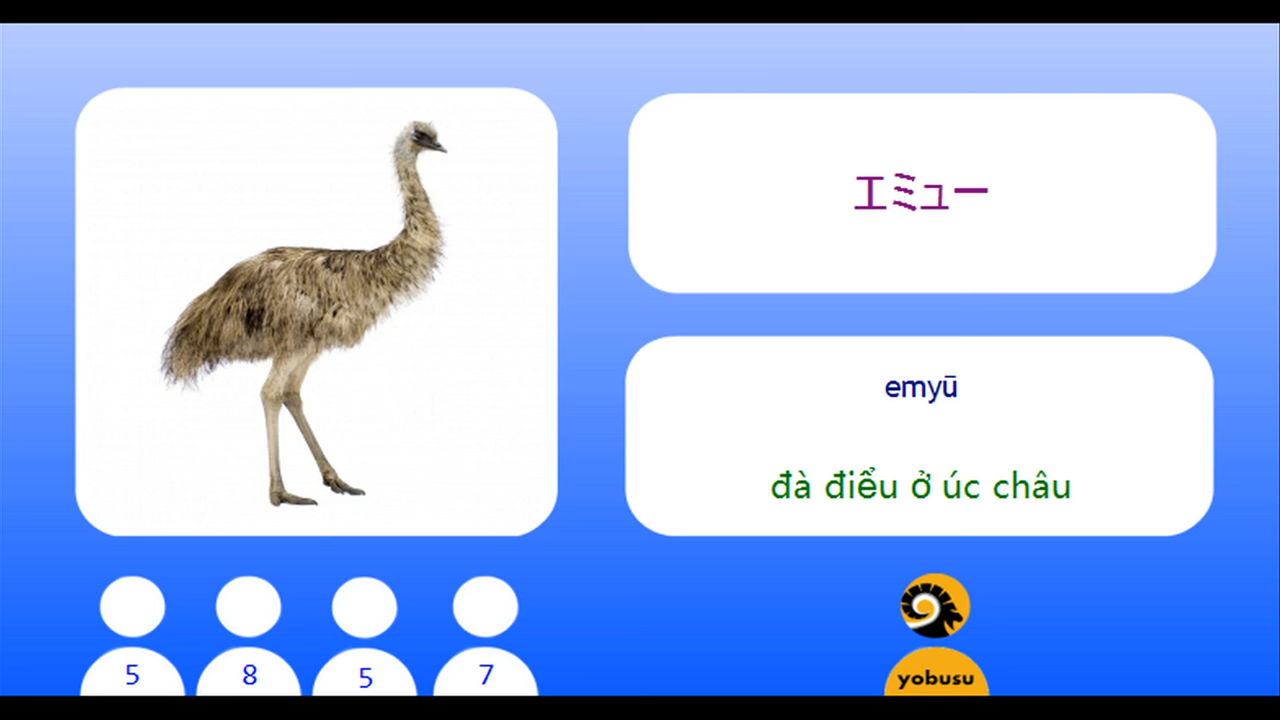 エミュー
emyū
đà điểu ở úc châu
5 8 5 7
yobusu